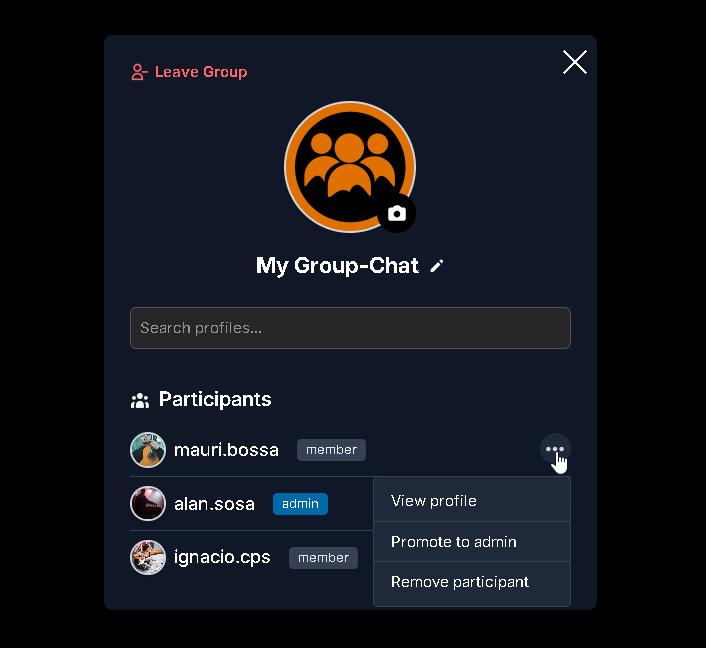 Leave Group
My Group-Chat
Search profiles...
Participants
mauri.bossa member
alan.sosa admin
View profile
Promote to admin
ignacio.cps member
Remove participant